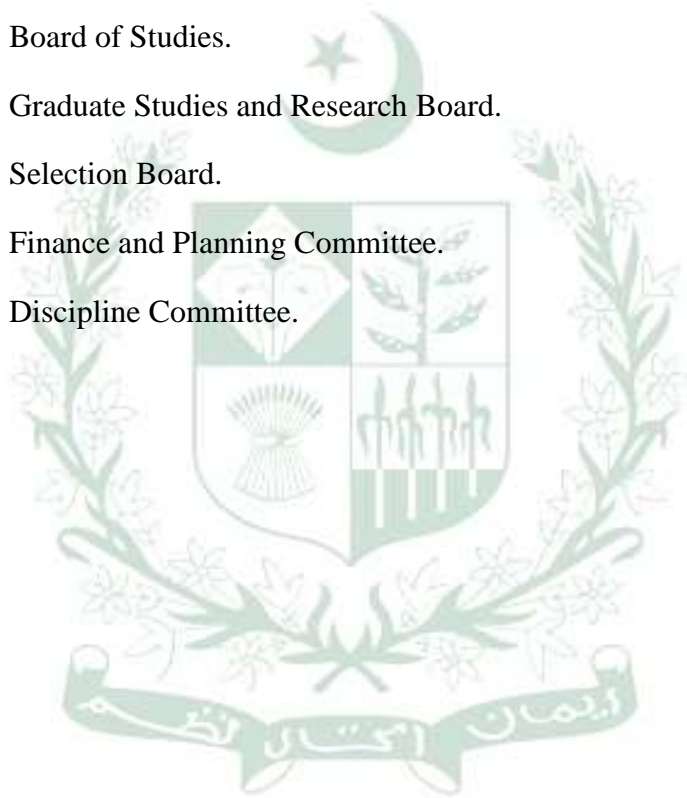 Board of Studies.
Graduate Studies and Research Board.
Selection Board.
Finance and Planning Committee.
Discipline Committee.
ایمان اتحاد نظم